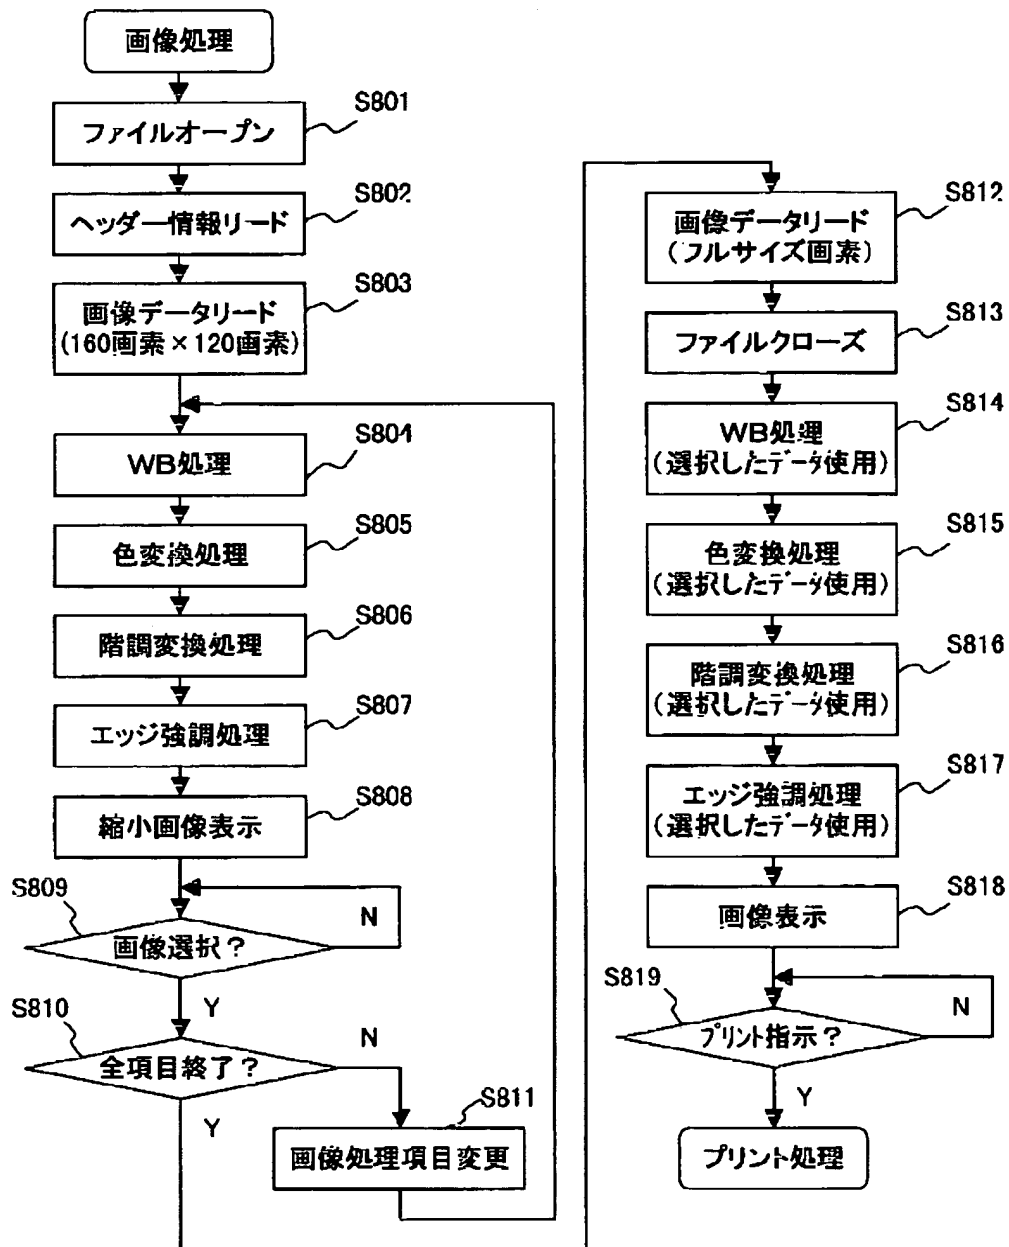 画像処理
S801
ファイルオープン
S802
ヘッダー情報リード
S803
画像データリード
(160画素×120画素)
S804
WB処理
S805
色変換処理
S806
階調変換処理
S807
エッジ強調処理
S808
縮小画像表示
S809
画像選択?
N
Y
S810
全項目終了?
N
Y
S811
画像処理項目変更
S812
画像データリード
(フルサイズ画素)
S813
ファイルクローズ
S814
WB処理
(選択したデータ使用)
S815
色変換処理
(選択したデータ使用)
S816
階調変換処理
(選択したデータ使用)
S817
エッジ強調処理
(選択したデータ使用)
S818
画像表示
S819
プリント指示?
N
Y
プリント処理